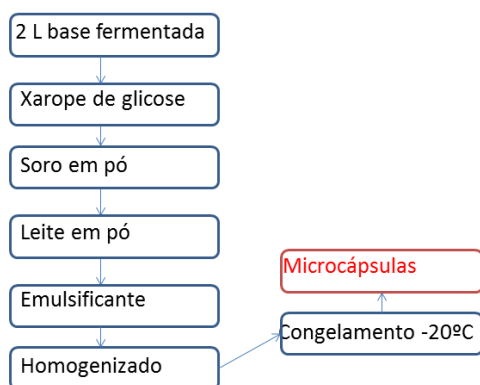 2 L base fermentada
Xarope de glicose
Soro em pó
Leite em pó
Emulsificante
Homogenizado
Congelamento -20ºC
Microcápsulas